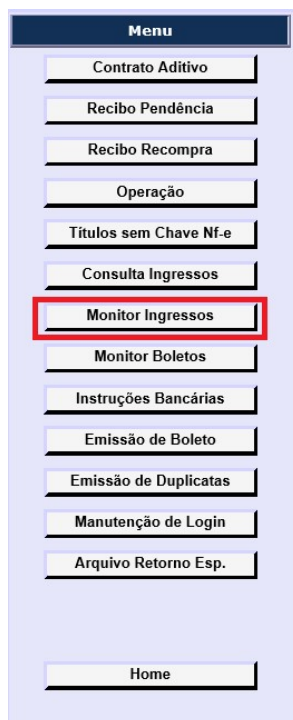 Menu
Contrato Aditivo
Recibo Pendência
Recibo Recompra
Operação
Títulos sem Chave Nf-e
Consulta Ingressos
Monitor Ingressos
Monitor Boletos
Instruções Bancárias
Emissão de Boleto
Emissão de Duplicatas
Manutenção de Login
Arquivo Retorno Esp.
Home